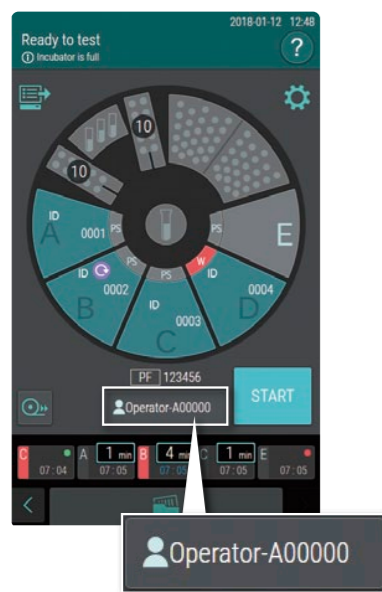 2018-01-12 12:48
Ready to test
Incubator is full
?
10
10
ID
A
0001
PS
PS
E
ID
PS
PS
W
ID
B
0002
ID
0003
C
0004
D
PF 123456
Operator-A00000
START
C
07:04
A
1 min
07:05
B
4 min
07:05
C
1 min
07:05
E
07:05
Operator-A00000